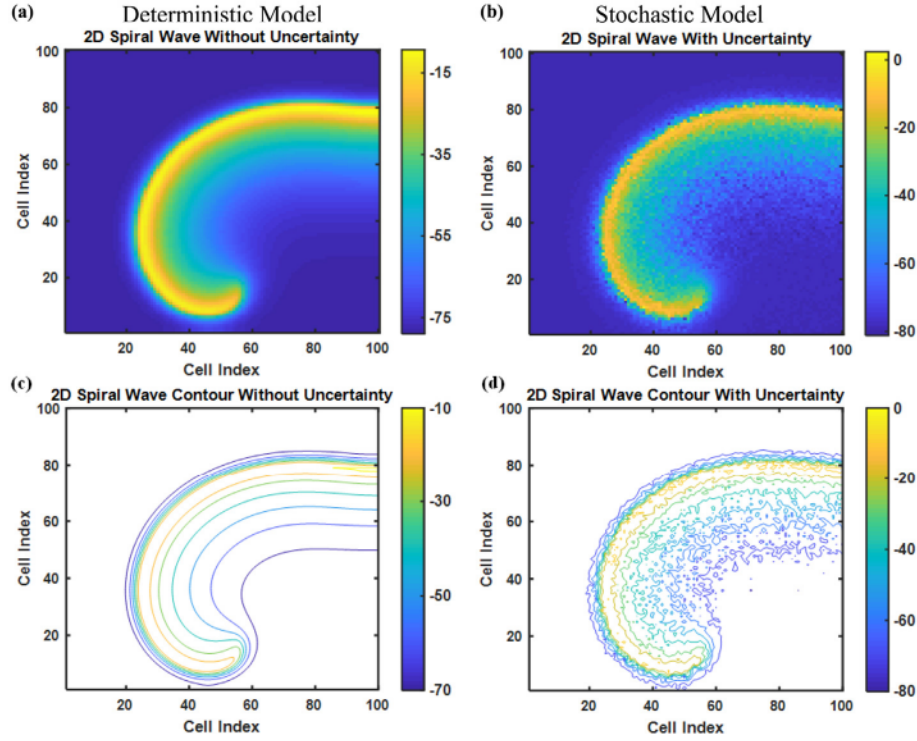 (a) Deterministic Model
2D Spiral Wave Without Uncertainty
100
80
60
40
20
Cell Index
20 40 60 80 100
Cell Index
-15
-35
-55
-75
(b) Stochastic Model
2D Spiral Wave With Uncertainty
100
80
60
40
20
Cell Index
20 40 60 80 100
Cell Index
0
-20
-40
-60
-80
(c)
2D Spiral Wave Contour Without Uncertainty
100
80
60
40
20
Cell Index
20 40 60 80 100
Cell Index
-10
-30
-50
-70
(d)
2D Spiral Wave Contour With Uncertainty
100
80
60
40
20
Cell Index
20 40 60 80 100
Cell Index
0
-20
-40
-60
-80